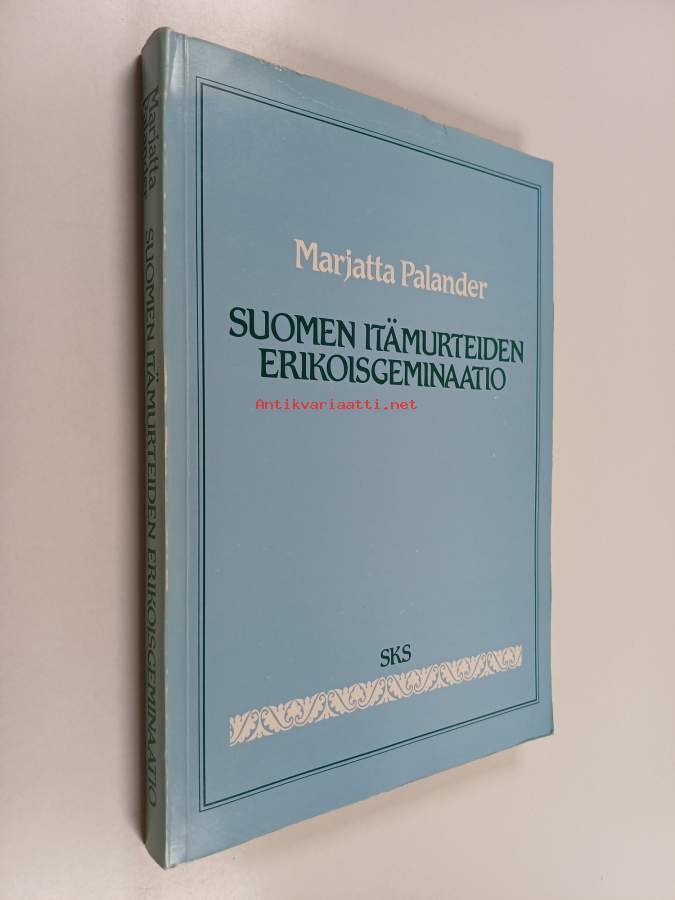 Marjatta Palander
SUOMEN ITÄMURTEIDEN
ERIKOISGEMINAATIO
Antikvariaatti.net
SKS
Marjatta
Palander
SUOMEN ITÄMURTEIDEN ERIKOISGEMINAATIO